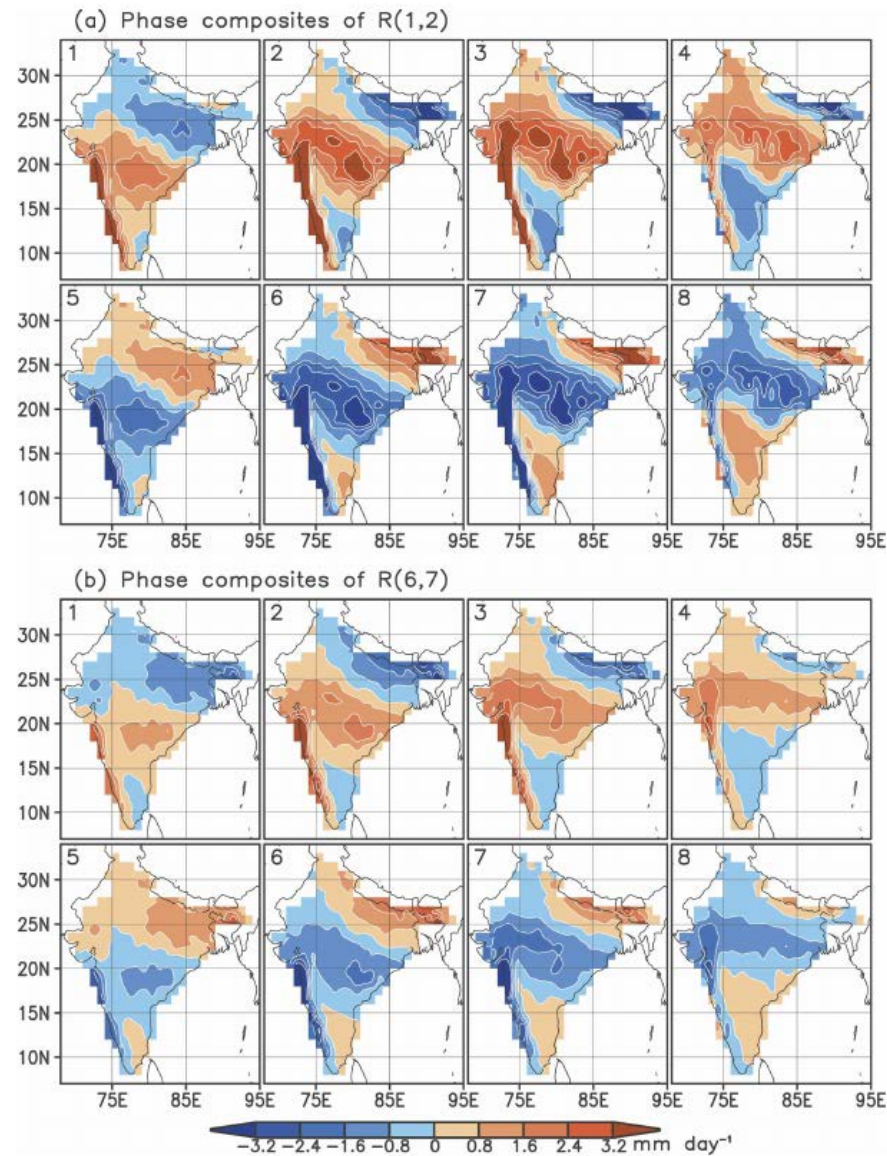 (a) Phase composites of R(1,2)
1 2 3 4
30N
25N
20N
15N
10N
5 6 7 8
30N
25N
20N
15N
10N
75E 85E 95E 75E 85E 95E 75E 85E 95E 75E 85E 95E
(b) Phase composites of R(6,7)
1 2 3 4
30N
25N
20N
15N
10N
5 6 7 8
30N
25N
20N
15N
10N
75E 85E 95E 75E 85E 95E 75E 85E 95E 75E 85E 95E
−3.2 −2.4 −1.6 −0.8 0 0.8 1.6 2.4 3.2 mm day⁻¹